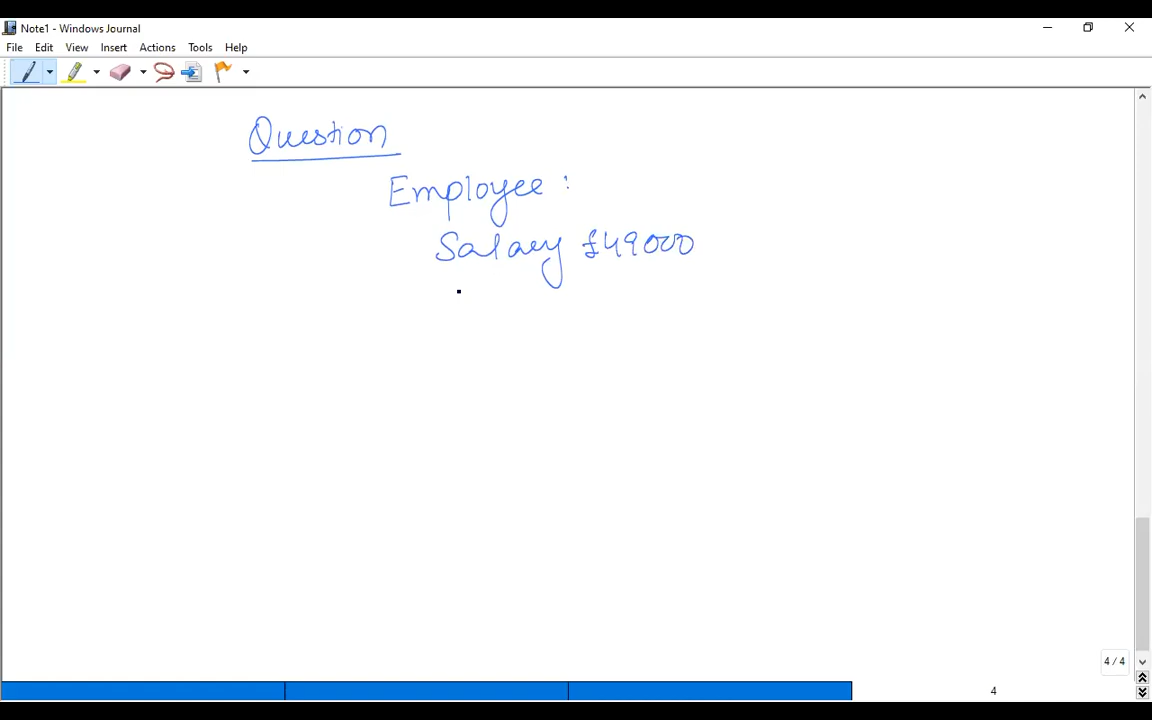 Note1 - Windows Journal
File Edit View Insert Actions Tools Help
Question
Employee :
Salary £49000
4 / 4
4